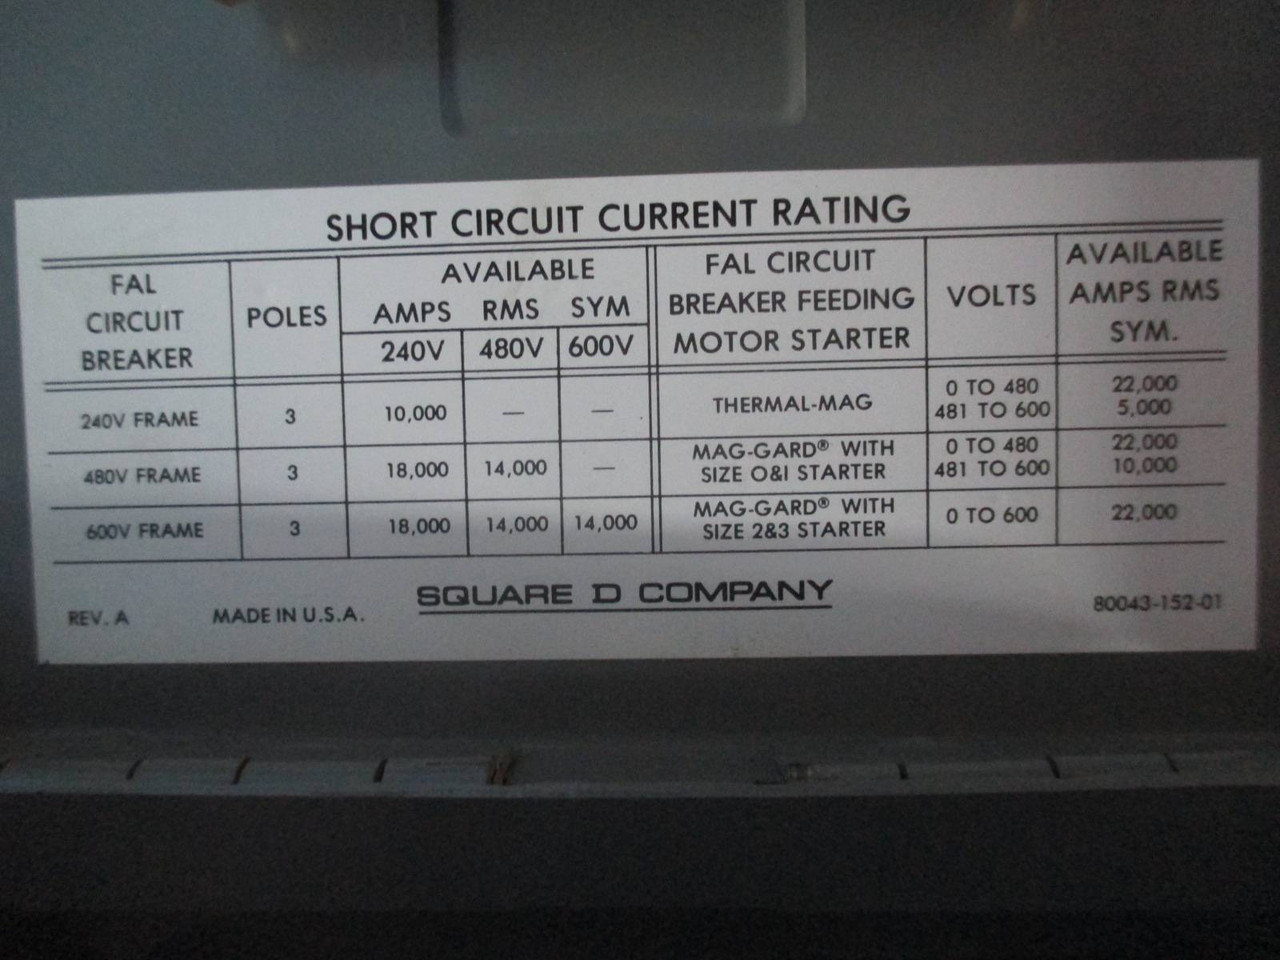 SHORT CIRCUIT CURRENT RATING
FAL
CIRCUIT
BREAKER
POLES
AVAILABLE
AMPS RMS SYM
240V 480V 600V
FAL CIRCUIT
BREAKER FEEDING
MOTOR STARTER
VOLTS
AVAILABLE
AMPS RMS
SYM.
240V FRAME 3 10,000 — —
THERMAL-MAG
0 TO 480 22,000
481 TO 600 5,000
480V FRAME 3 18,000 14,000 —
MAG-GARD® WITH
SIZE O&I STARTER
0 TO 480 22,000
481 TO 600 10,000
600V FRAME 3 18,000 14,000 14,000
MAG-GARD® WITH
SIZE 2&3 STARTER
0 TO 600 22,000
REV. A MADE IN U.S.A. SQUARE D COMPANY 80043-152-01